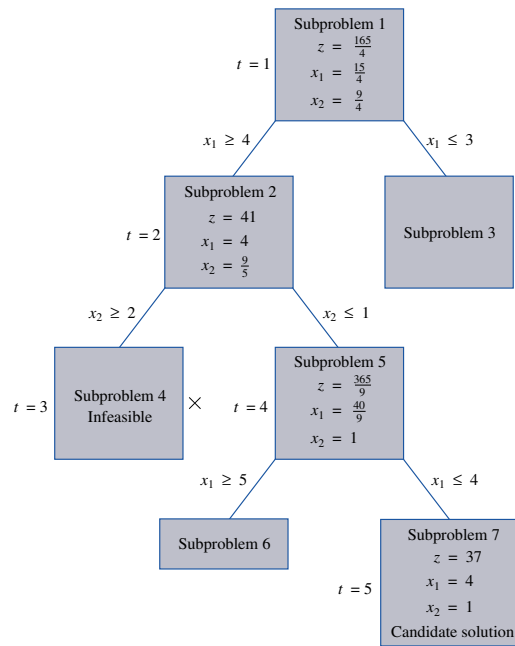 Subproblem 1
z = 165/4
t = 1
x₁ = 15/4
x₂ = 9/4
x₁ ≥ 4
x₁ ≤ 3
Subproblem 2
z = 41
t = 2
x₁ = 4
x₂ = 9/5
Subproblem 3
x₂ ≥ 2
x₂ ≤ 1
t = 3
Subproblem 4
Infeasible
×
Subproblem 5
z = 365/9
t = 4
x₁ = 40/9
x₂ = 1
x₁ ≥ 5
x₁ ≤ 4
Subproblem 6
Subproblem 7
z = 37
t = 5
x₁ = 4
x₂ = 1
Candidate solution